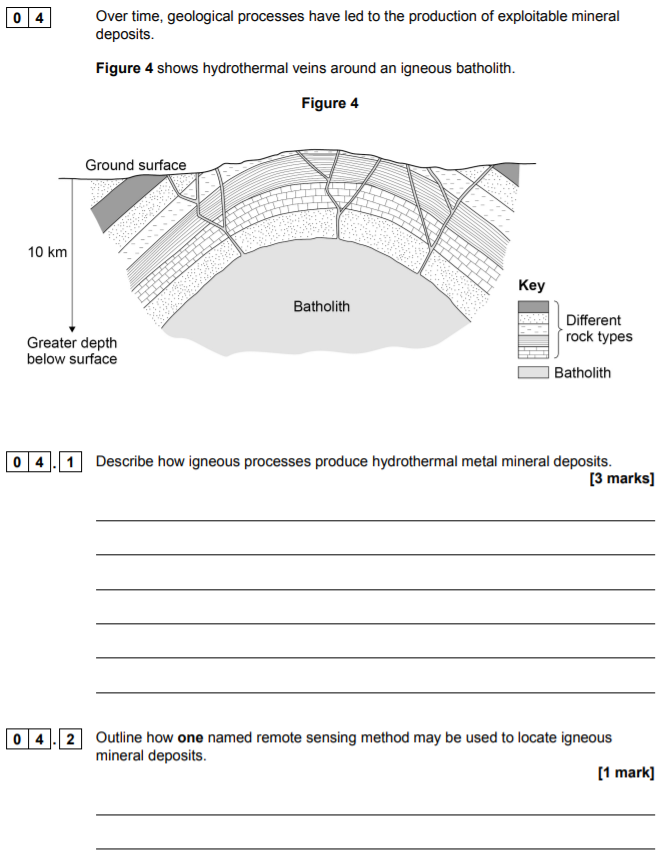 0 4 Over time, geological processes have led to the production of exploitable mineral
deposits.
Figure 4 shows hydrothermal veins around an igneous batholith.
Figure 4
Ground surface
10 km
Batholith
Greater depth
below surface
Key
Different
rock types
Batholith
0 4 . 1 Describe how igneous processes produce hydrothermal metal mineral deposits.
[3 marks]
0 4 . 2 Outline how one named remote sensing method may be used to locate igneous
mineral deposits.
[1 mark]